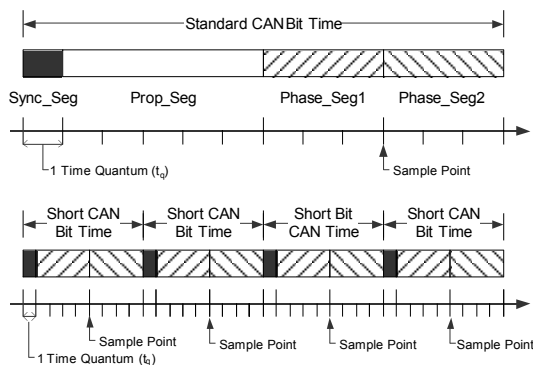 Standard CAN Bit Time
Sync_Seg Prop_Seg Phase_Seg1 Phase_Seg2
1 Time Quantum (tq) Sample Point
Short CAN Bit Time
Short CAN Bit Time
Short Bit CAN Time
Short CAN Bit Time
Sample Point Sample Point Sample Point Sample Point
1 Time Quantum (tq)